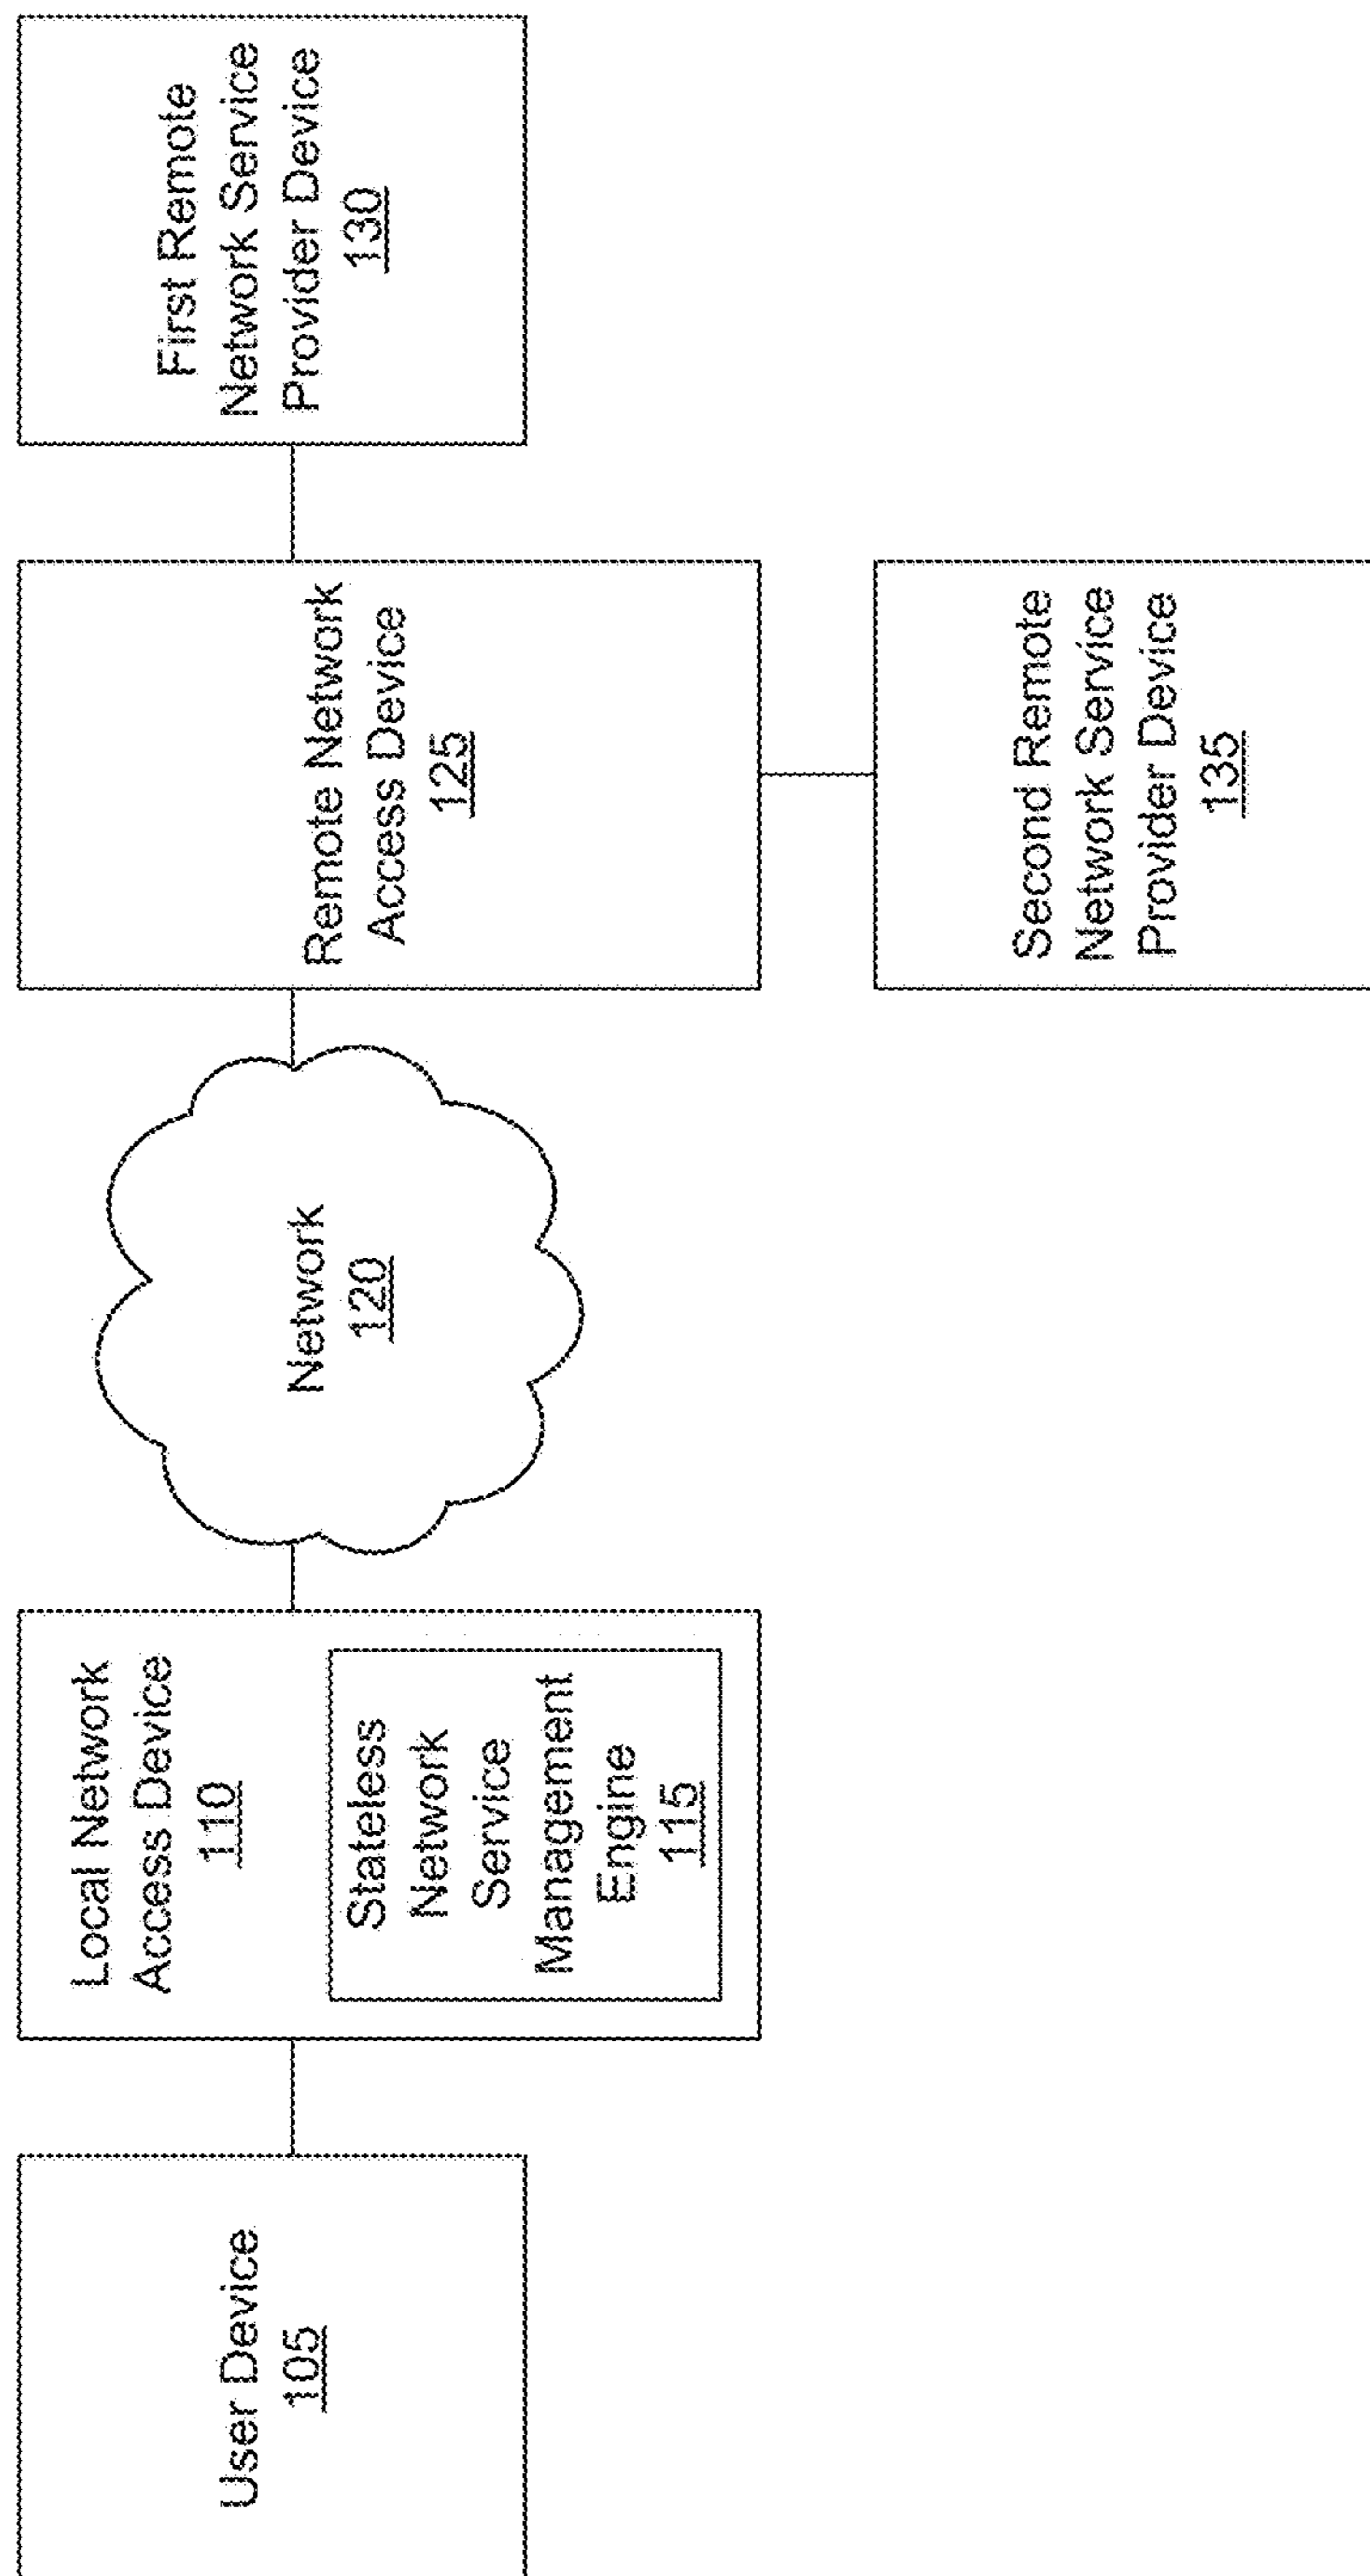 User Device
105
Local Network
Access Device
110
Stateless
Network
Service
Management
Engine
115
Network
120
Remote Network
Access Device
125
First Remote
Network Service
Provider Device
130
Second Remote
Network Service
Provider Device
135